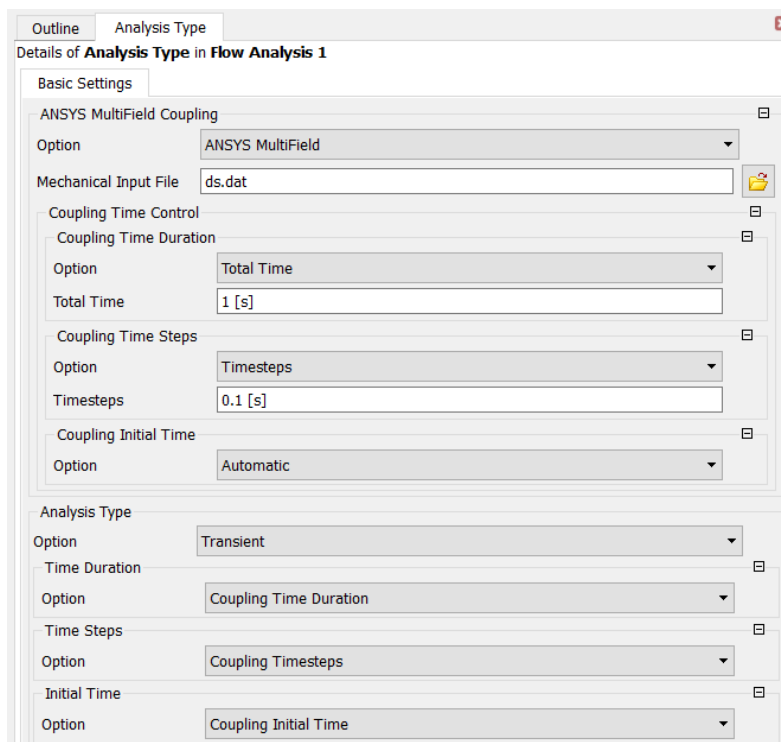 Outline Analysis Type
Details of Analysis Type in Flow Analysis 1
Basic Settings
ANSYS MultiField Coupling
Option ANSYS MultiField
Mechanical Input File ds.dat
Coupling Time Control
Coupling Time Duration
Option Total Time
Total Time 1 [s]
Coupling Time Steps
Option Timesteps
Timesteps 0.1 [s]
Coupling Initial Time
Option Automatic
Analysis Type
Option Transient
Time Duration
Option Coupling Time Duration
Time Steps
Option Coupling Timesteps
Initial Time
Option Coupling Initial Time